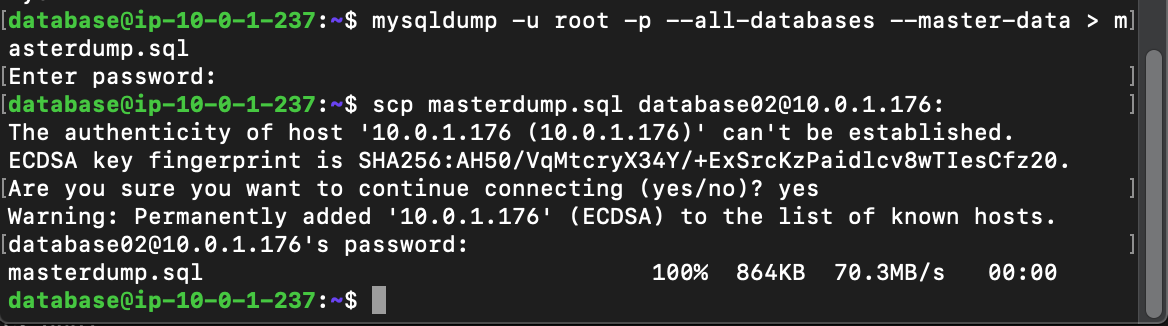 [database@ip-10-0-1-237:~$ mysqldump -u root -p --all-databases --master-data > m]
asterdump.sql
[Enter password: ]
[database@ip-10-0-1-237:~$ scp masterdump.sql database02@10.0.1.176: ]
The authenticity of host '10.0.1.176 (10.0.1.176)' can't be established.
ECDSA key fingerprint is SHA256:AH50/VqMtcryX34Y/+ExSrcKzPaidlcv8wTIesCfz20.
[Are you sure you want to continue connecting (yes/no)? yes ]
Warning: Permanently added '10.0.1.176' (ECDSA) to the list of known hosts.
[database02@10.0.1.176's password: ]
masterdump.sql 100% 864KB 70.3MB/s 00:00
database@ip-10-0-1-237:~$